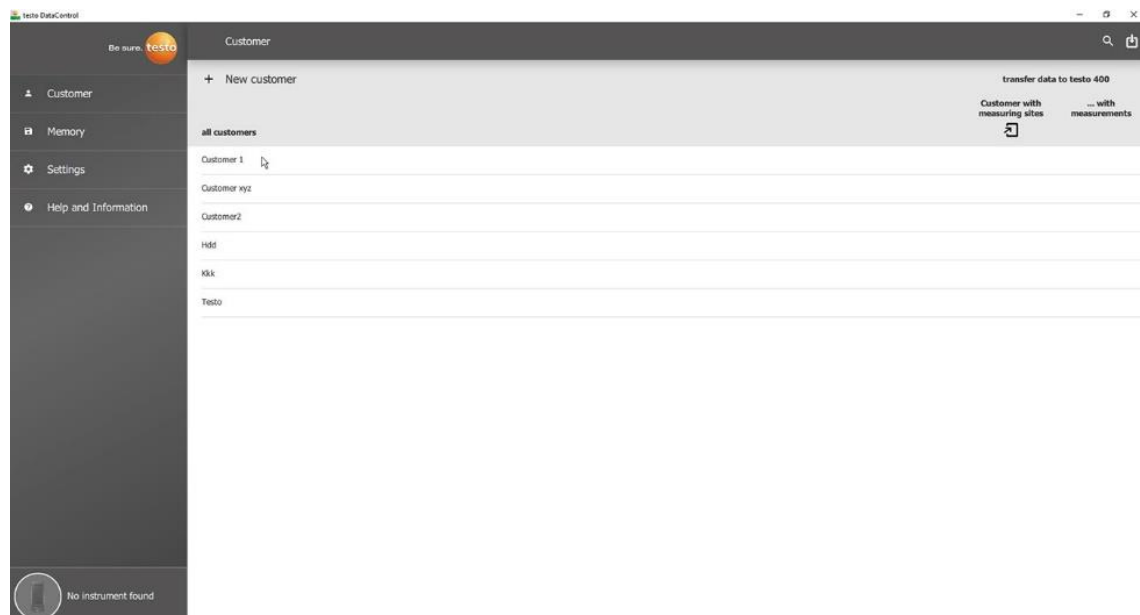 testo DataControl
Be sure. testo
Customer
Customer
Memory
Settings
Help and Information
+ New customer
transfer data to testo 400
Customer with
measuring sites
... with
measurements
all customers
Customer 1
Customer xyz
Customer2
Hdd
Kkk
Testo
No instrument found